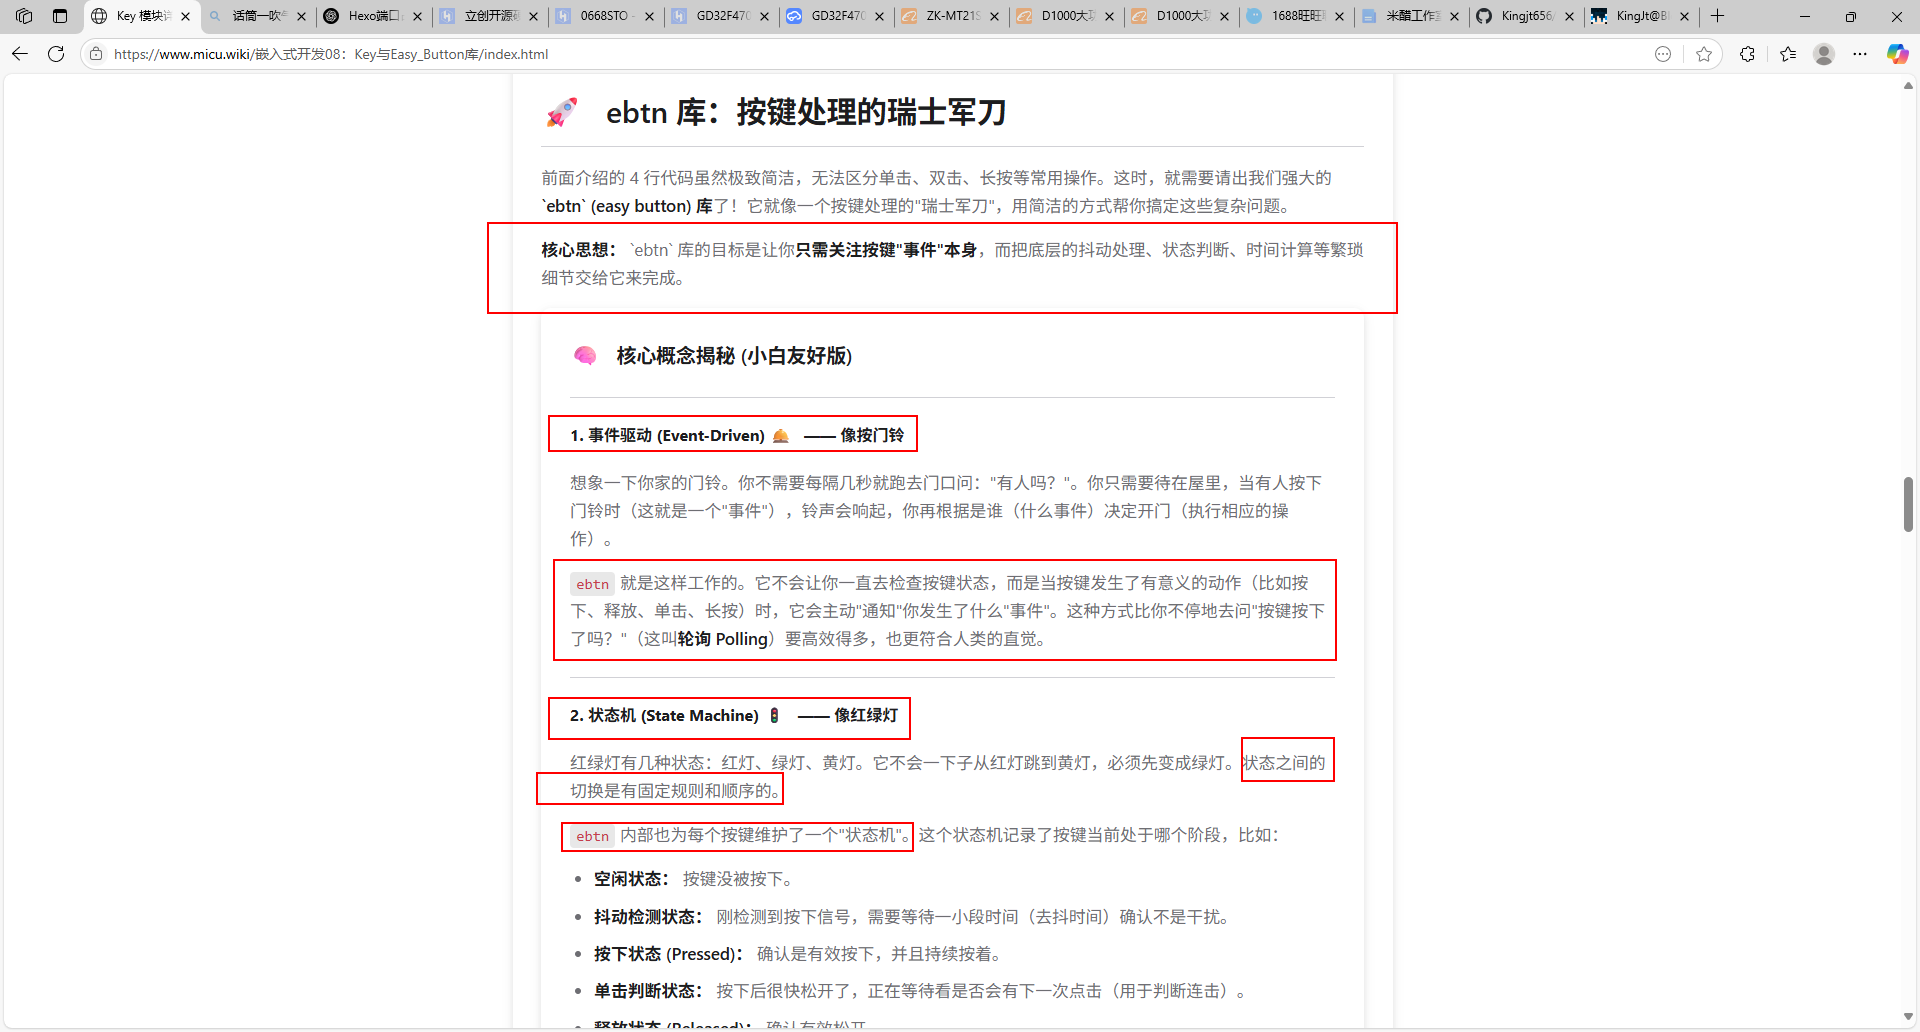 Key 模块详
话筒一吹气
Hexo端口占
立创开源硬
0668STO -
GD32F470
GD32F470
ZK-MT21S
D1000大功
D1000大功
1688旺旺聊
米醋工作室
Kingjt656/
KingJt@Bl
https://www.micu.wiki/嵌入式开发08：Key与Easy_Button库/index.html
ebtn 库：按键处理的瑞士军刀
前面介绍的 4 行代码虽然极致简洁，无法区分单击、双击、长按等常用操作。这时，就需要请出我们强大的
`ebtn` (easy button) 库了！它就像一个按键处理的"瑞士军刀"，用简洁的方式帮你搞定这些复杂问题。
核心思想： `ebtn` 库的目标是让你只需关注按键"事件"本身，而把底层的抖动处理、状态判断、时间计算等繁琐
细节交给它来完成。
核心概念揭秘 (小白友好版)
1. 事件驱动 (Event-Driven) —— 像按门铃
想象一下你家的门铃。你不需要每隔几秒就跑去门口问："有人吗？"。你只需要待在屋里，当有人按下
门铃时（这就是一个"事件"），铃声会响起，你再根据是谁（什么事件）决定开门（执行相应的操
作）。
ebtn 就是这样工作的。它不会让你一直去检查按键状态，而是当按键发生了有意义的动作（比如按
下、释放、单击、长按）时，它会主动"通知"你发生了什么"事件"。这种方式比你不停地去问"按键按下
了吗？"（这叫轮询 Polling）要高效得多，也更符合人类的直觉。
2. 状态机 (State Machine) —— 像红绿灯
红绿灯有几种状态：红灯、绿灯、黄灯。它不会一下子从红灯跳到黄灯，必须先变成绿灯。状态之间的
切换是有固定规则和顺序的。
ebtn 内部也为每个按键维护了一个"状态机"。这个状态机记录了按键当前处于哪个阶段，比如：
空闲状态： 按键没被按下。
抖动检测状态： 刚检测到按下信号，需要等待一小段时间（去抖时间）确认不是干扰。
按下状态 (Pressed)： 确认是有效按下，并且持续按着。
单击判断状态： 按下后很快松开了，正在等待看是否会有下一次点击（用于判断连击）。
释放状态 (Released)： 确认有效松开